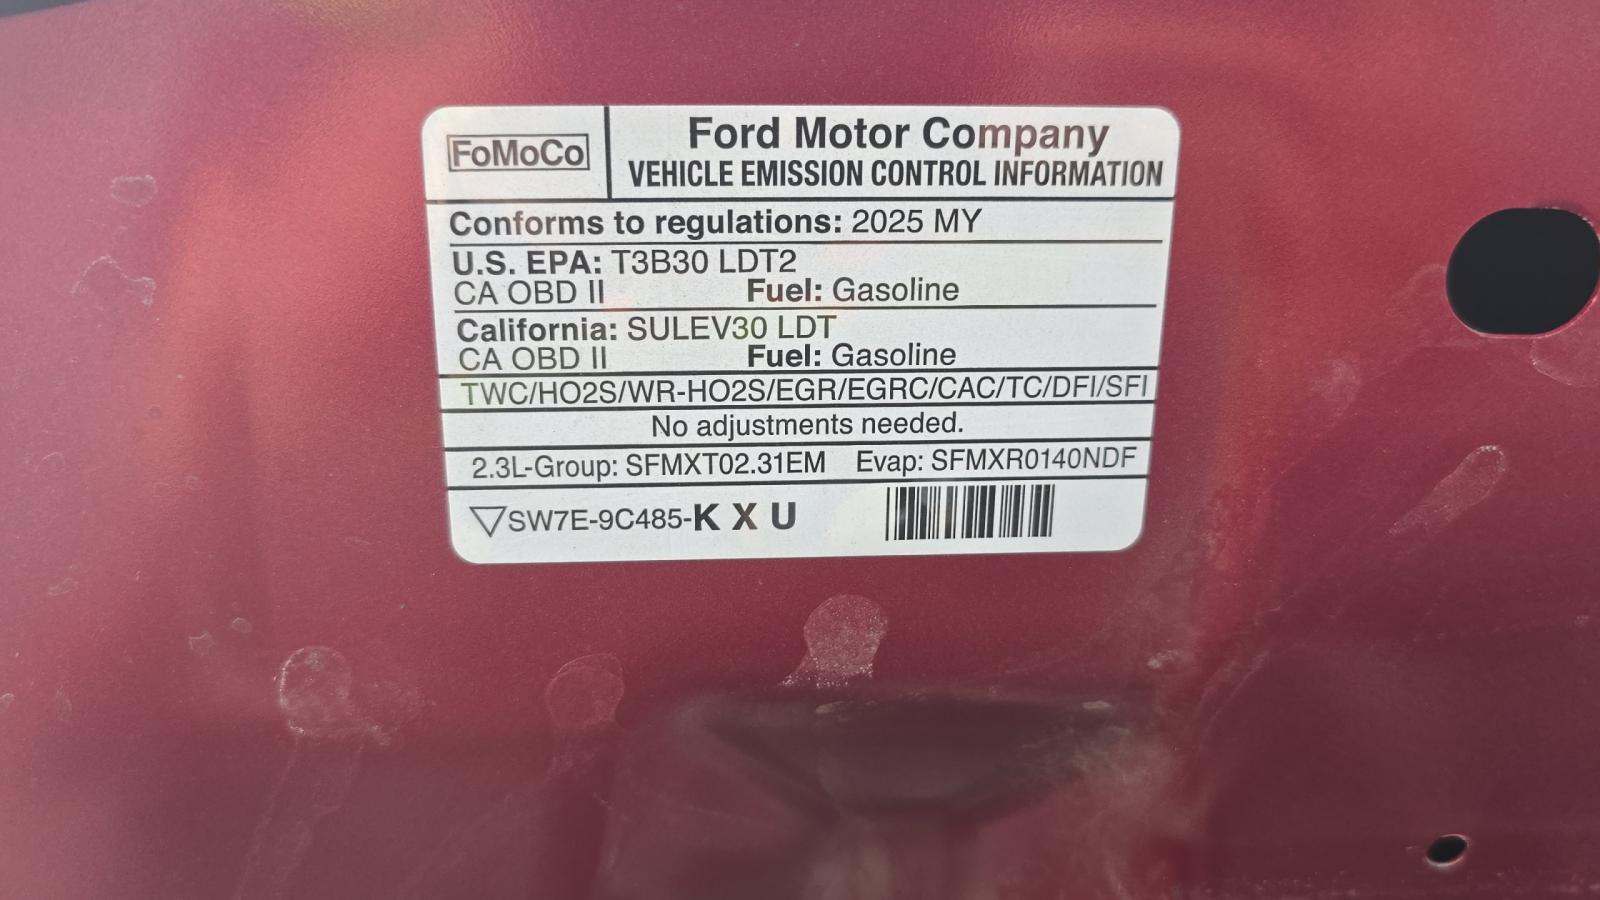 FoMoCo
Ford Motor Company
VEHICLE EMISSION CONTROL INFORMATION
Conforms to regulations: 2025 MY
U.S. EPA: T3B30 LDT2
CA OBD II Fuel: Gasoline
California: SULEV30 LDT
CA OBD II Fuel: Gasoline
TWC/HO2S/WR-HO2S/EGR/EGRC/CAC/TC/DFI/SFI
No adjustments needed.
2.3L-Group: SFMXT02.31EM Evap: SFMXR0140NDF
SW7E-9C485-K X U